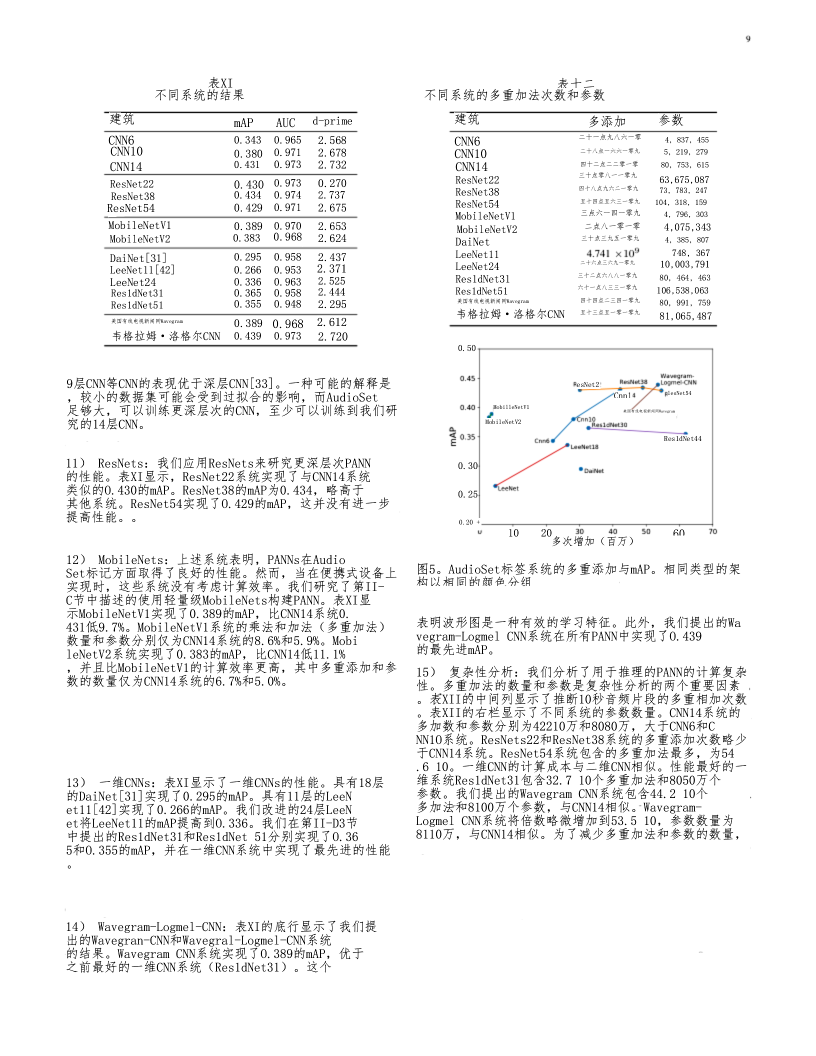 9
表XI
不同系统的结果
建筑 mAP AUC d-prime
CNN6 0.343 0.965 2.568
CNN10 0.380 0.971 2.678
CNN14 0.431 0.973 2.732
ResNet22 0.430 0.973 0.270
ResNet38 0.434 0.974 2.737
ResNet54 0.429 0.971 2.675
MobileNetV1 0.389 0.970 2.653
MobileNetV2 0.383 0.968 2.624
DaiNet[31] 0.295 0.958 2.437
LeeNet11[42] 0.266 0.953 2.371
LeeNet24 0.336 0.963 2.525
Res1dNet31 0.365 0.958 2.444
Res1dNet51 0.355 0.948 2.295
美国有线电视新闻网Wavegram 0.389 0.968 2.612
韦格拉姆·洛格尔CNN 0.439 0.973 2.720
9层CNN等CNN的表现优于深层CNN[33]。一种可能的解释是
，较小的数据集可能会受到过拟合的影响，而AudioSet
足够大，可以训练更深层次的CNN，至少可以训练到我们研
究的14层CNN。
11） ResNets：我们应用ResNets来研究更深层次PANN
的性能。表XI显示，ResNet22系统实现了与CNN14系统
类似的0.430的mAP。ResNet38的mAP为0.434，略高于
其他系统。ResNet54实现了0.429的mAP，这并没有进一步
提高性能。。
12） MobileNets：上述系统表明，PANNs在Audio
Set标记方面取得了良好的性能。然而，当在便携式设备上
实现时，这些系统没有考虑计算效率。我们研究了第II-
C节中描述的使用轻量级MobileNets构建PANN。表XI显
示MobileNetV1实现了0.389的mAP，比CNN14系统0.
431低9.7%。MobileNetV1系统的乘法和加法（多重加法）
数量和参数分别仅为CNN14系统的8.6%和5.9%。Mobi
leNetV2系统实现了0.383的mAP，比CNN14低11.1%
，并且比MobileNetV1的计算效率更高，其中多重添加和参
数的数量仅为CNN14系统的6.7%和5.0%。
13） 一维CNNs：表XI显示了一维CNNs的性能。具有18层
的DaiNet[31]实现了0.295的mAP。具有11层的LeeN
et11[42]实现了0.266的mAP。我们改进的24层LeeN
et将LeeNet11的mAP提高到0.336。我们在第II-D3节
中提出的Res1dNet31和Res1dNet 51分别实现了0.36
5和0.355的mAP，并在一维CNN系统中实现了最先进的性能
。
14） Wavegram-Logmel-CNN：表XI的底行显示了我们提
出的Wavegran-CNN和Wavegral-Logmel-CNN系统
的结果。Wavegram CNN系统实现了0.389的mAP，优于
之前最好的一维CNN系统（Res1dNet31）。这个
表十二
不同系统的多重加法次数和参数
建筑 多添加 参数
CNN6 二十一点九八六一零 4, 837, 455
CNN10 二十八点一六六一零九 5, 219, 279
CNN14 四十二点二二零一零 80, 753, 615
ResNet22 三十点零八一一零九 63,675,087
ResNet38 四十八点九六二一零九 73, 783, 247
ResNet54 五十四点五六三一零九 104, 318, 159
MobileNetV1 三点六一四一零九 4, 796, 303
MobileNetV2 二点八一零一零 4,075,343
DaiNet 三十点三九五一零九 4, 385, 807
LeeNet11 4.741 ×10⁹ 748, 367
LeeNet24 二十六点三六九一零九 10,003,791
Res1dNet31 三十二点六八八一零九 80, 464, 463
Res1dNet51 六十一点八三三一零九 106,538,063
美国有线电视新闻网Wavegram 四十四点二三四一零九 80, 991, 759
韦格拉姆·洛格尔CNN 五十三点五一零一零九 81,065,487
0.50
0.45
0.40
0.35
0.30
0.25
0.20
mAP
MobileNetV1
MobileNetV2
ResNet22
ResNet38
Wavegram-
Logmel-CNN
ResNet54
Cnn14
Cnn10
Res1dNet30
Res1dNet44
Cnn6
LeeNet18
DaiNet
LeeNet
0 10 20 30 40 50 60 70
多次增加（百万）
图5。AudioSet标签系统的多重添加与mAP。相同类型的架
构以相同的颜色分组
表明波形图是一种有效的学习特征。此外，我们提出的Wa
vegram-Logmel CNN系统在所有PANN中实现了0.439
的最先进mAP。
15） 复杂性分析：我们分析了用于推理的PANN的计算复杂
性。多重加法的数量和参数是复杂性分析的两个重要因素
。表XII的中间列显示了推断10秒音频片段的多重相加次数
。表XII的右栏显示了不同系统的参数数量。CNN14系统的
多加数和参数分别为42210万和8080万，大于CNN6和C
NN10系统。ResNets22和ResNet38系统的多重添加次数略少
于CNN14系统。ResNet54系统包含的多重加法最多，为54
.6 10。一维CNN的计算成本与二维CNN相似。性能最好的一
维系统Res1dNet31包含32.7 10个多重加法和8050万个
参数。我们提出的Wavegram CNN系统包含44.2 10个
多加法和8100万个参数，与CNN14相似。Wavegram-
Logmel CNN系统将倍数略微增加到53.5 10，参数数量为
8110万，与CNN14相似。为了减少多重加法和参数的数量，